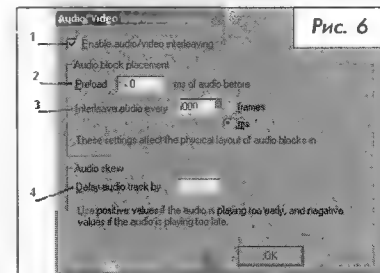 Audio/Video
Рис. 6
1
Enable audio/video interleaving
Audio block placement
2
Preload 0 ms of audio before
3
Interleave audio every frames
ms
These settings affect the physical layout of audio blocks in
Audio skew
4
Delay audio track by
Use positive values if the audio is playing too early, and negative
values if the audio is playing too late.
OK